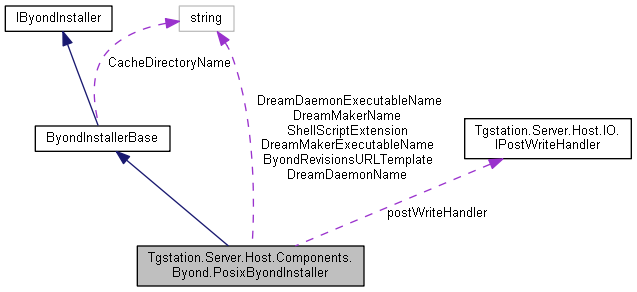 IByondInstaller
string
CacheDirectoryName
DreamDaemonExecutableName
DreamMakerName
ShellScriptExtension
DreamMakerExecutableName
ByondRevisionsURLTemplate
DreamDaemonName
ByondInstallerBase
Tgstation.Server.Host.IO.
IPostWriteHandler
postWriteHandler
Tgstation.Server.Host.Components.
Byond.PosixByondInstaller